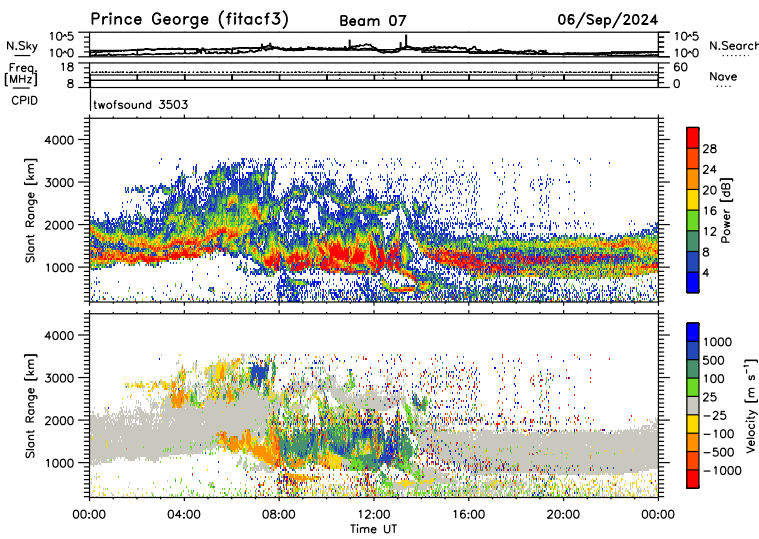 Prince George (fitacf3) Beam 07 06/Sep/2024
N.Sky 10^5 10^5 N.Search
10^0 10^0
Freq 18 60 Nave
[MHz] 8 0
CPID twofsound 3503
Slant Range [km]
4000
3000
2000
1000
28
24
20
16
12
8
4
Power [dB]
Slant Range [km]
4000
3000
2000
1000
1000
500
100
25
-25
-100
-500
-1000
Velocity [m s⁻¹]
00:00 04:00 08:00 12:00 16:00 20:00 00:00
Time UT